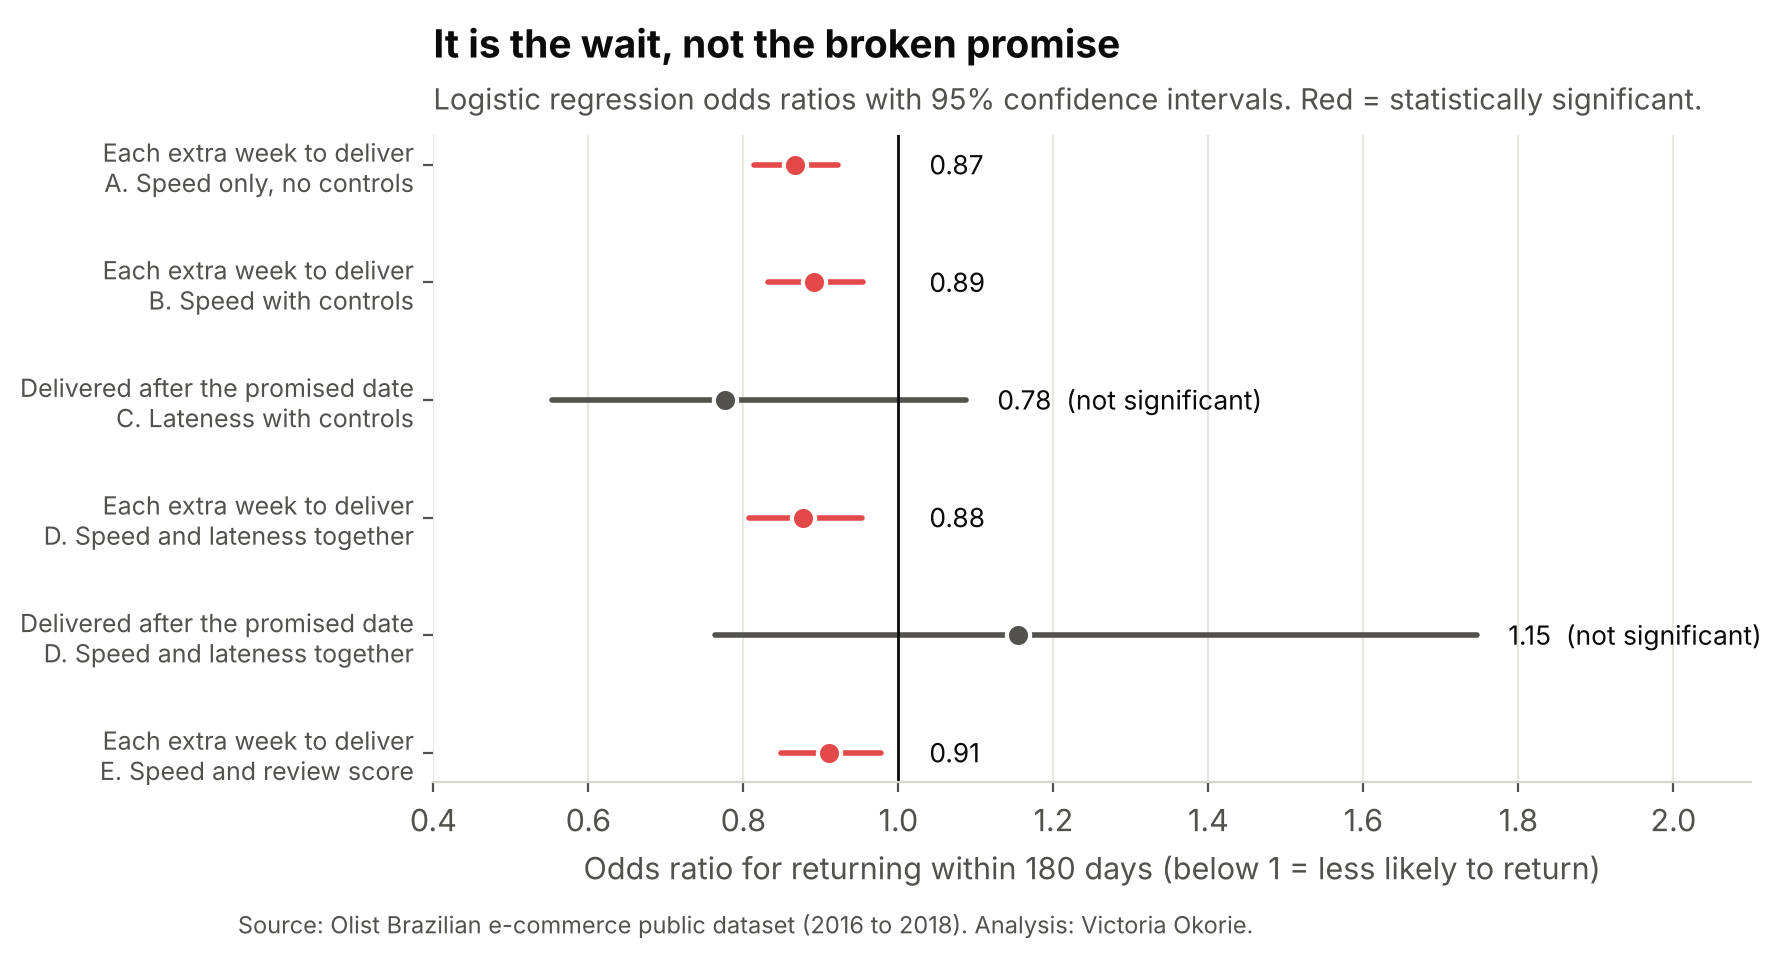 It is the wait, not the broken promise
Logistic regression odds ratios with 95% confidence intervals. Red = statistically significant.
Each extra week to deliver
A. Speed only, no controls
0.87
Each extra week to deliver
B. Speed with controls
0.89
Delivered after the promised date
C. Lateness with controls
0.78 (not significant)
Each extra week to deliver
D. Speed and lateness together
0.88
Delivered after the promised date
D. Speed and lateness together
1.15 (not significant)
Each extra week to deliver
E. Speed and review score
0.91
0.4 0.6 0.8 1.0 1.2 1.4 1.6 1.8 2.0
Odds ratio for returning within 180 days (below 1 = less likely to return)
Source: Olist Brazilian e-commerce public dataset (2016 to 2018). Analysis: Victoria Okorie.